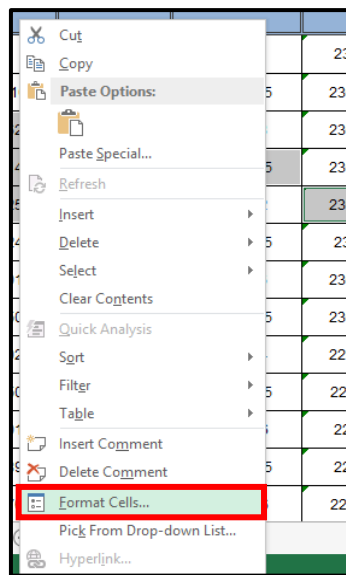 Cut
Copy
Paste Options:
Paste Special...
Refresh
Insert
Delete
Select
Clear Contents
Quick Analysis
Sort
Filter
Table
Insert Comment
Delete Comment
Format Cells...
Pick From Drop-down List...
Hyperlink...